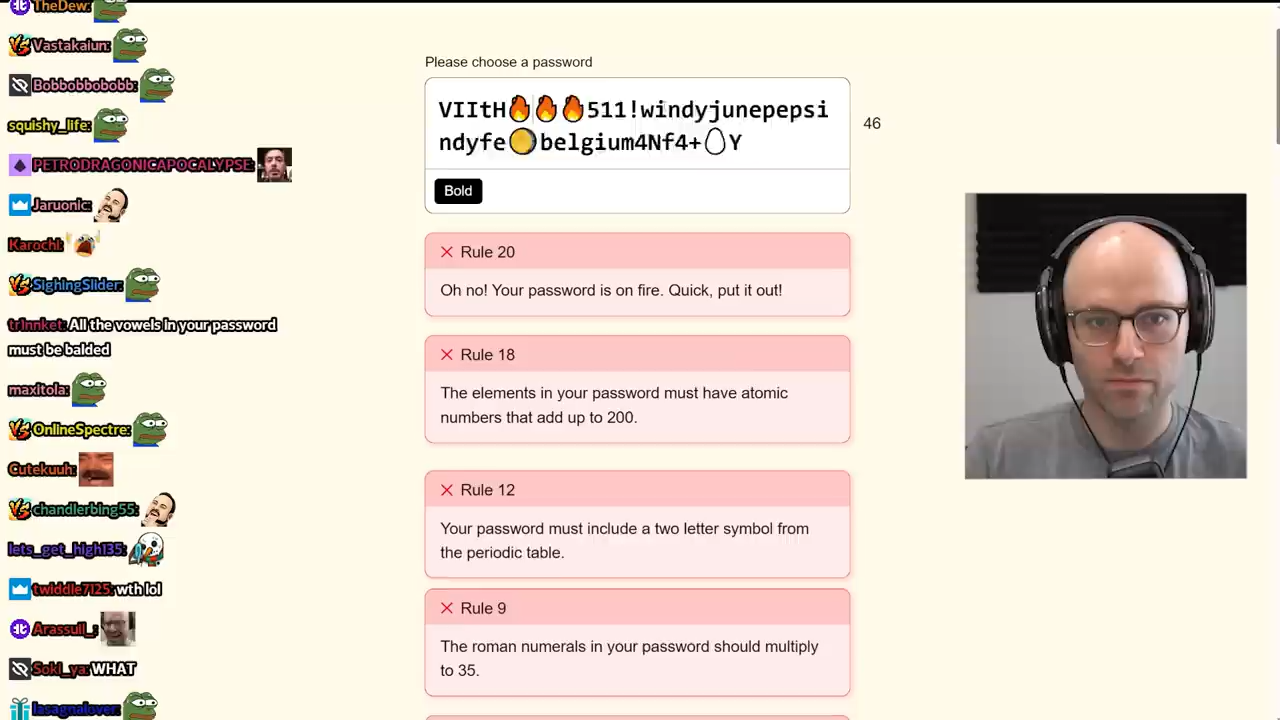 TheDew:
Vastakaiun:
Bobbobbobobb:
squishy_life:
PETRODRAGONICAPOCALYPSE:
Jaruonic:
Karochi:
SighingSlider:
tr1nnket: All the vowels in your password
must be balded
maxitola:
OnlineSpectre:
Cutekuuh:
chandlerbing55:
lets_get_high135:
twiddle7125: wth lol
Arassuil_:
Soki_ya: WHAT
lasagnalover:
Please choose a password
VIItH🔥🔥🔥511!windyjunepepsi
ndyfe🌕belgium4Nf4+🥚Y
46
Bold
Rule 20
Oh no! Your password is on fire. Quick, put it out!
Rule 18
The elements in your password must have atomic
numbers that add up to 200.
Rule 12
Your password must include a two letter symbol from
the periodic table.
Rule 9
The roman numerals in your password should multiply
to 35.